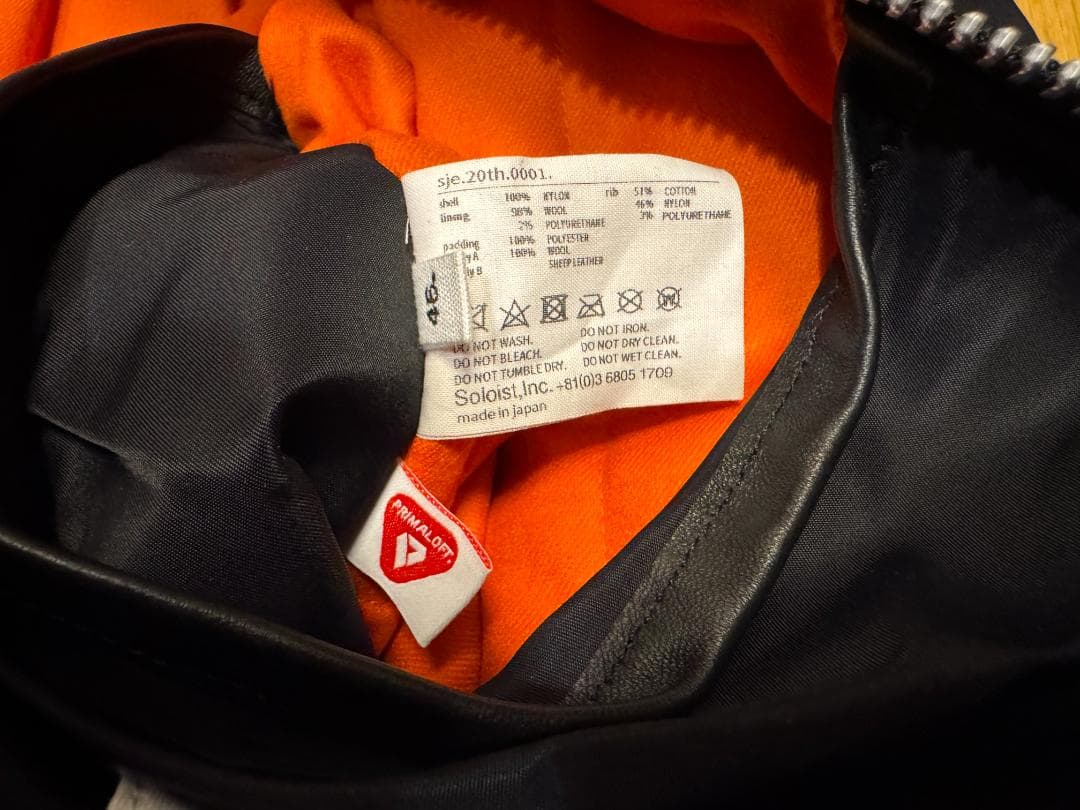 sje.20th.0001.
shell 100% NYLON rib 51% COTTON
lining 98% WOOL 46% NYLON
2% POLYURETHANE 3% POLYURETHANE
padding 100% POLYESTER
y A 100% WOOL
ly B SHEEP LEATHER
46-
DO NOT WASH. DO NOT IRON.
DO NOT BLEACH. DO NOT DRY CLEAN.
DO NOT TUMBLE DRY. DO NOT WET CLEAN.
Soloist,Inc. +81(0)3 6805 1709
made in japan
PRIMALOFT